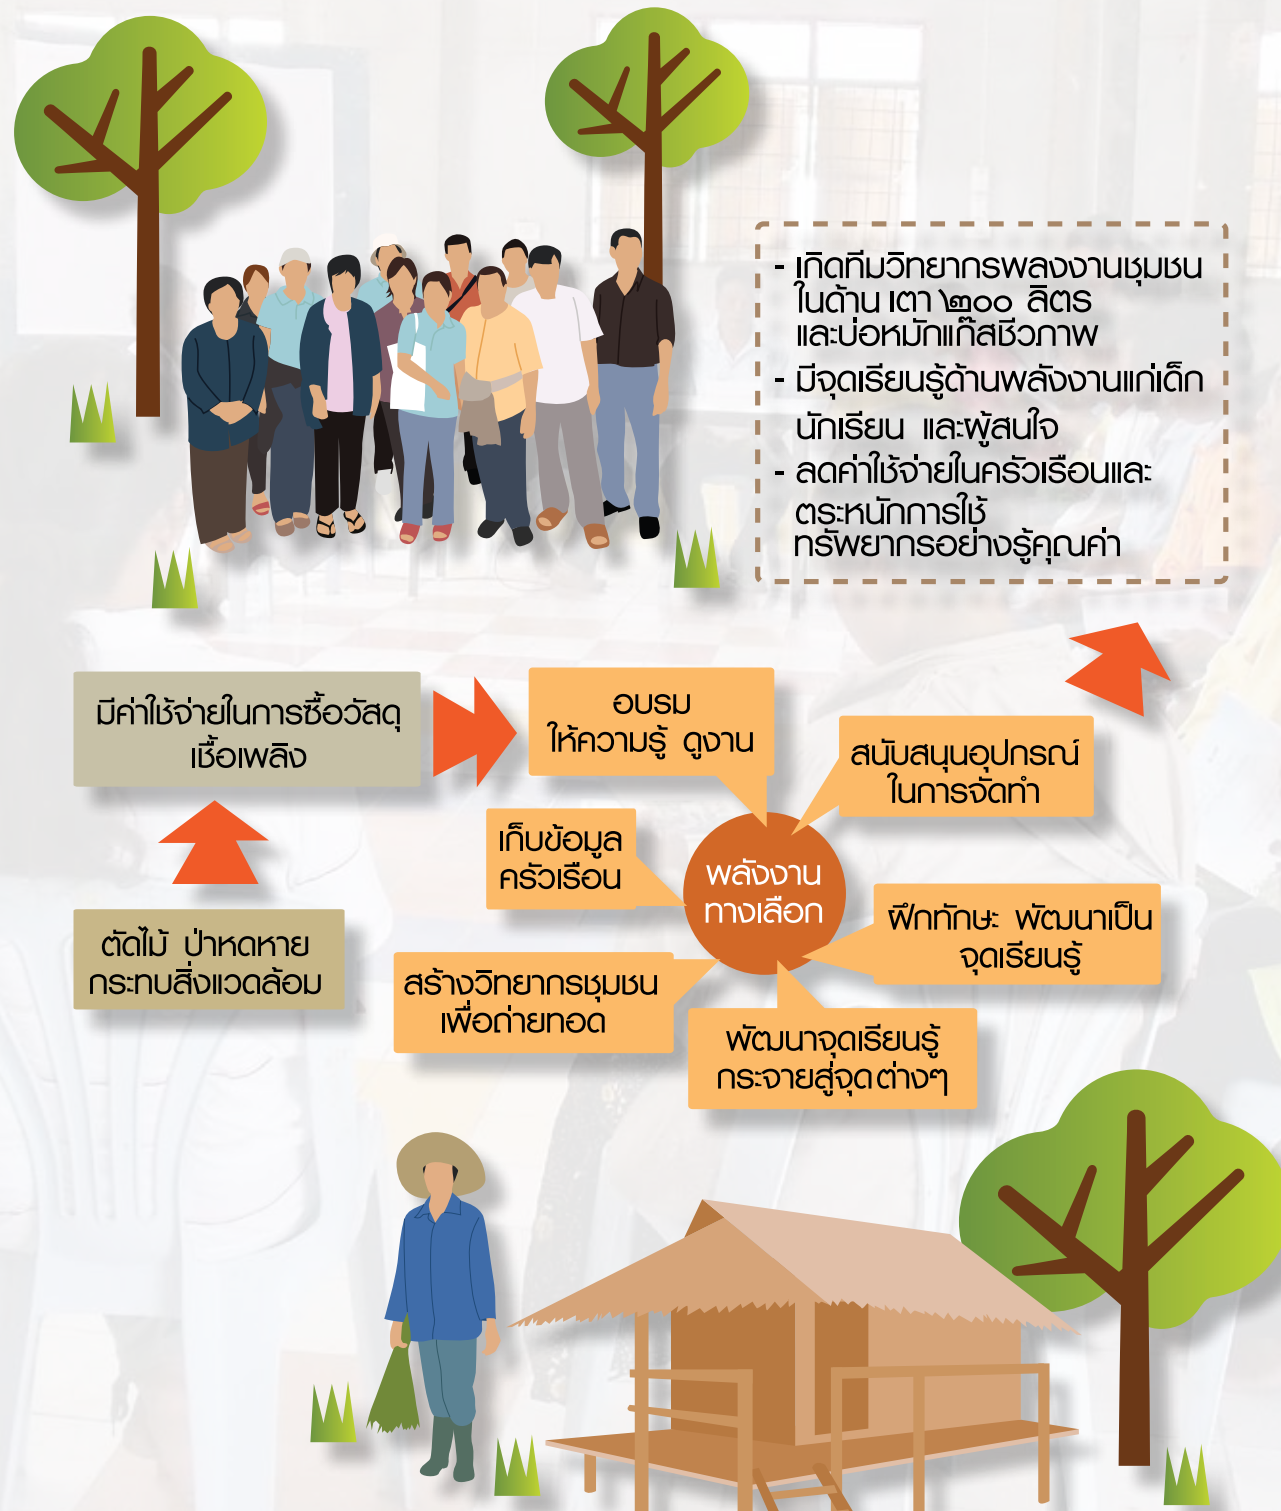 - เกิดทีมวิทยากรพลงงานชุมชน
ในด้าน เตา ๒๐๐ ลิตร
และบ่อหมักแก๊สชีวภาพ
- มีจุดเรียนรู้ด้านพลังงานแก่เด็ก
นักเรียน และผู้สนใจ
- ลดค่าใช้จ่ายในครัวเรือนและ
ตระหนักการใช้
ทรัพยากรอย่างรู้คุณค่า
มีค่าใช้จ่ายในการซื้อวัสดุ
เชื้อเพลิง
อบรม
ให้ความรู้ ดูงาน
สนับสนุนอุปกรณ์
ในการจัดทำ
เก็บข้อมูล
ครัวเรือน
พลังงาน
ทางเลือก
ฝึกทักษะ พัฒนาเป็น
จุดเรียนรู้
ตัดไม้ ป่าหดหาย
กระทบสิ่งแวดล้อม
สร้างวิทยากรชุมชน
เพื่อถ่ายทอด
พัฒนาจุดเรียนรู้
กระจายสู่จุดต่างๆ